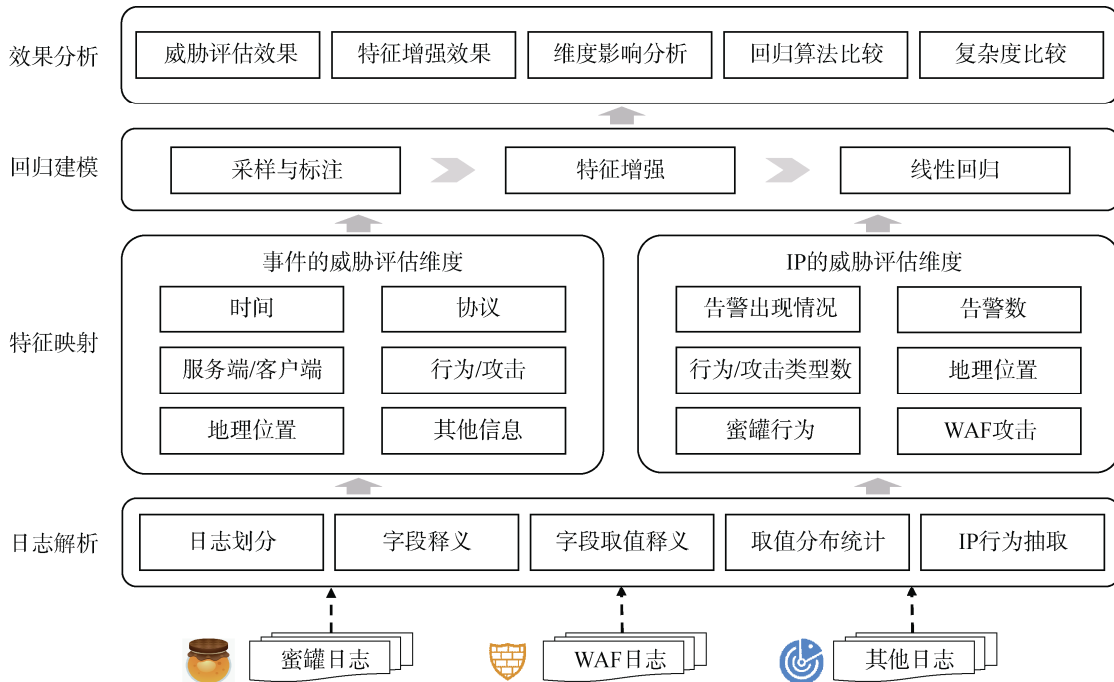 效果分析
威胁评估效果
特征增强效果
维度影响分析
回归算法比较
复杂度比较
回归建模
采样与标注
特征增强
线性回归
特征映射
事件的威胁评估维度
时间
协议
服务端/客户端
行为/攻击
地理位置
其他信息
IP的威胁评估维度
告警出现情况
告警数
行为/攻击类型数
地理位置
蜜罐行为
WAF攻击
日志解析
日志划分
字段释义
字段取值释义
取值分布统计
IP行为抽取
蜜罐日志
WAF日志
其他日志